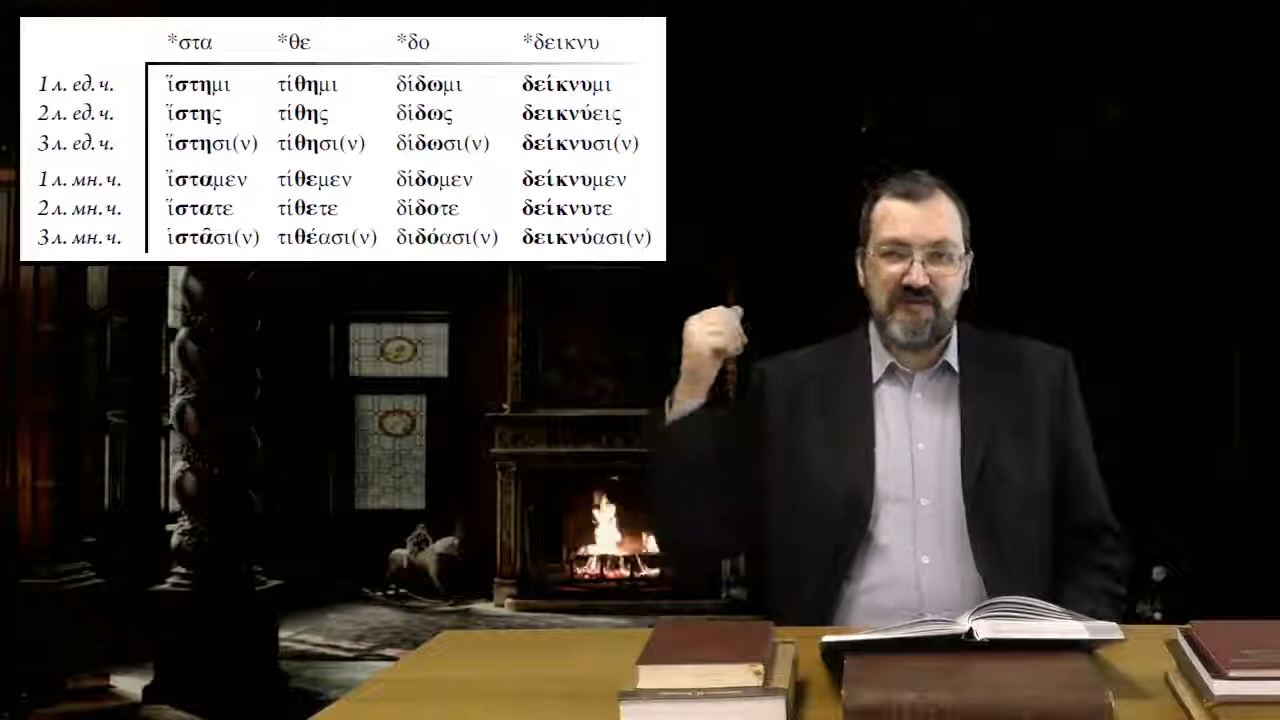 *στα *θε *δο *δεικνυ
1 л. ед. ч. ἵστημι τίθημι δίδωμι δείκνυμι
2 л. ед. ч. ἵστης τίθης δίδως δεικνύεις
3 л. ед. ч. ἵστησι(ν) τίθησι(ν) δίδωσι(ν) δείκνυσι(ν)
1 л. мн. ч. ἵσταμεν τίθεμεν δίδομεν δείκνυμεν
2 л. мн. ч. ἵστατε τίθετε δίδοτε δείκνυτε
3 л. мн. ч. ἱστᾶσι(ν) τιθέασι(ν) διδόασι(ν) δεικνύασι(ν)